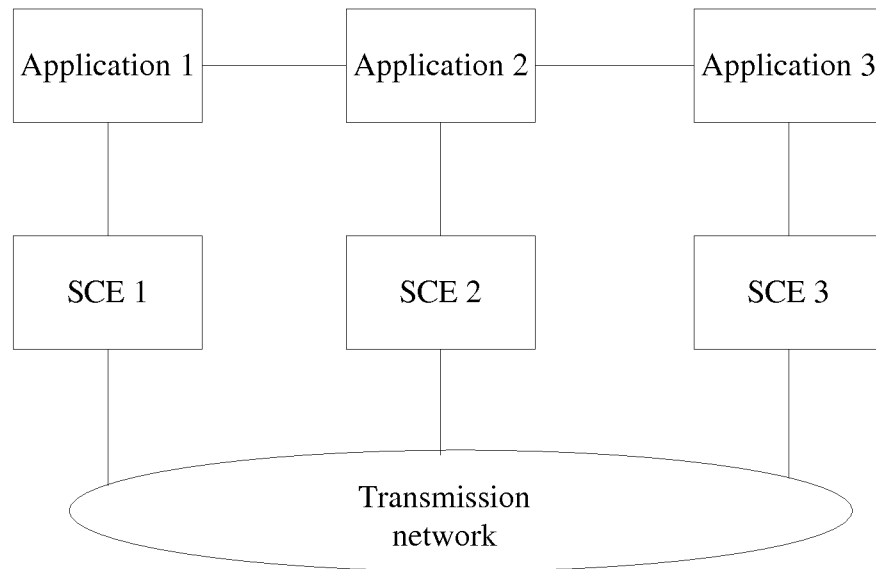 Application 1
Application 2
Application 3
SCE 1
SCE 2
SCE 3
Transmission
network